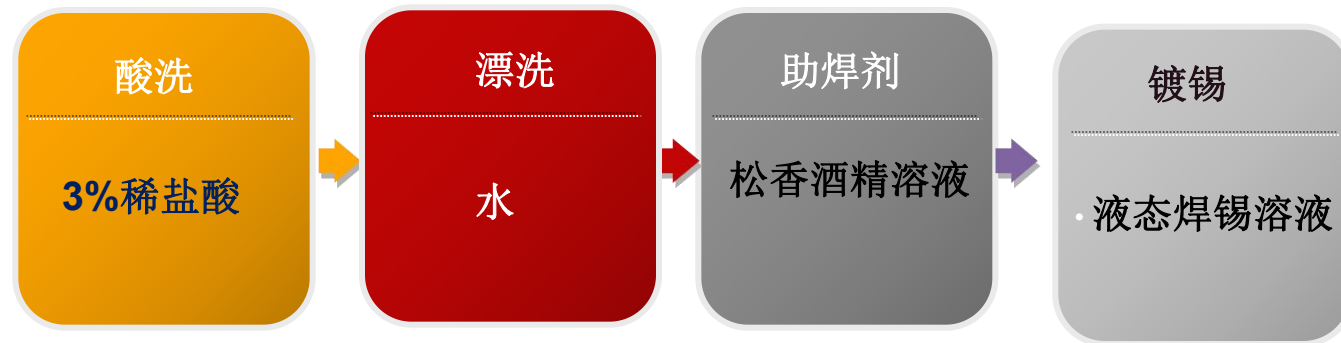 酸洗
3%稀盐酸
漂洗
水
助焊剂
松香酒精溶液
镀锡
• 液态焊锡溶液